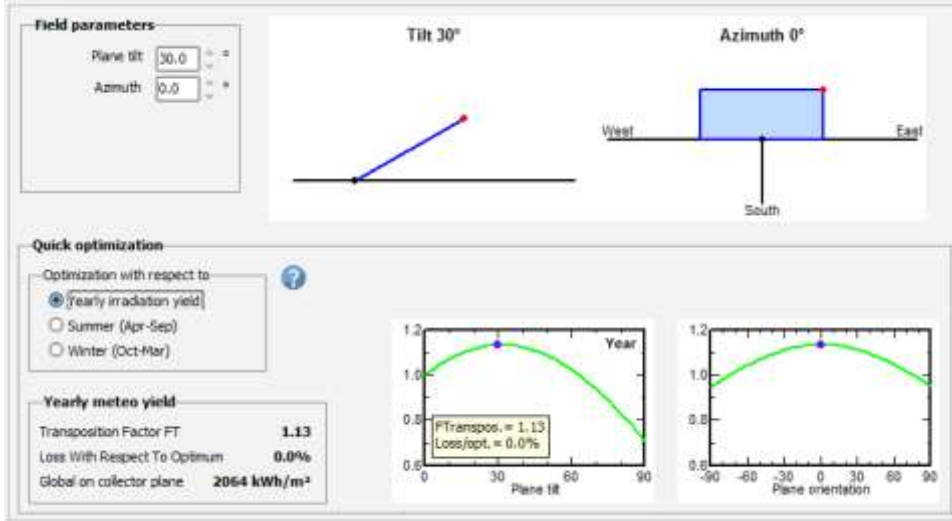 Field parameters
Plane tilt 30.0 °
Azimuth 0.0 °
Tilt 30°
Azimuth 0°
West
East
South
Quick optimization
Optimization with respect to
Yearly irradiation yield
Summer (Apr-Sep)
Winter (Oct-Mar)
?
Yearly meteo yield
Transposition Factor FT 1.13
Loss With Respect To Optimum 0.0%
Global on collector plane 2064 kWh/m²
1.2
1.0
0.8
0.6
Year
FTranspos.= 1.13
Loss/opt.= 0.0%
0 30 60 90
Plane tilt
1.2
1.0
0.8
0.6
-90 -60 -30 0 30 60 90
Plane orientation